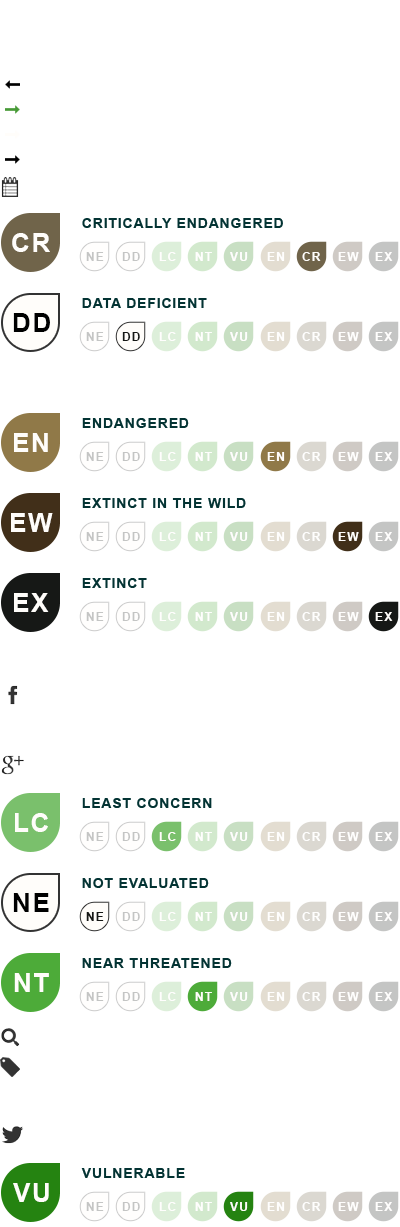 CRITICALLY ENDANGERED
CR
NE DD LC NT VU EN CR EW EX
DATA DEFICIENT
DD
NE DD LC NT VU EN CR EW EX
ENDANGERED
EN
NE DD LC NT VU EN CR EW EX
EXTINCT IN THE WILD
EW
NE DD LC NT VU EN CR EW EX
EXTINCT
EX
NE DD LC NT VU EN CR EW EX
f
g+
LEAST CONCERN
LC
NE DD LC NT VU EN CR EW EX
NOT EVALUATED
NE
NE DD LC NT VU EN CR EW EX
NEAR THREATENED
NT
NE DD LC NT VU EN CR EW EX
VULNERABLE
VU
NE DD LC NT VU EN CR EW EX